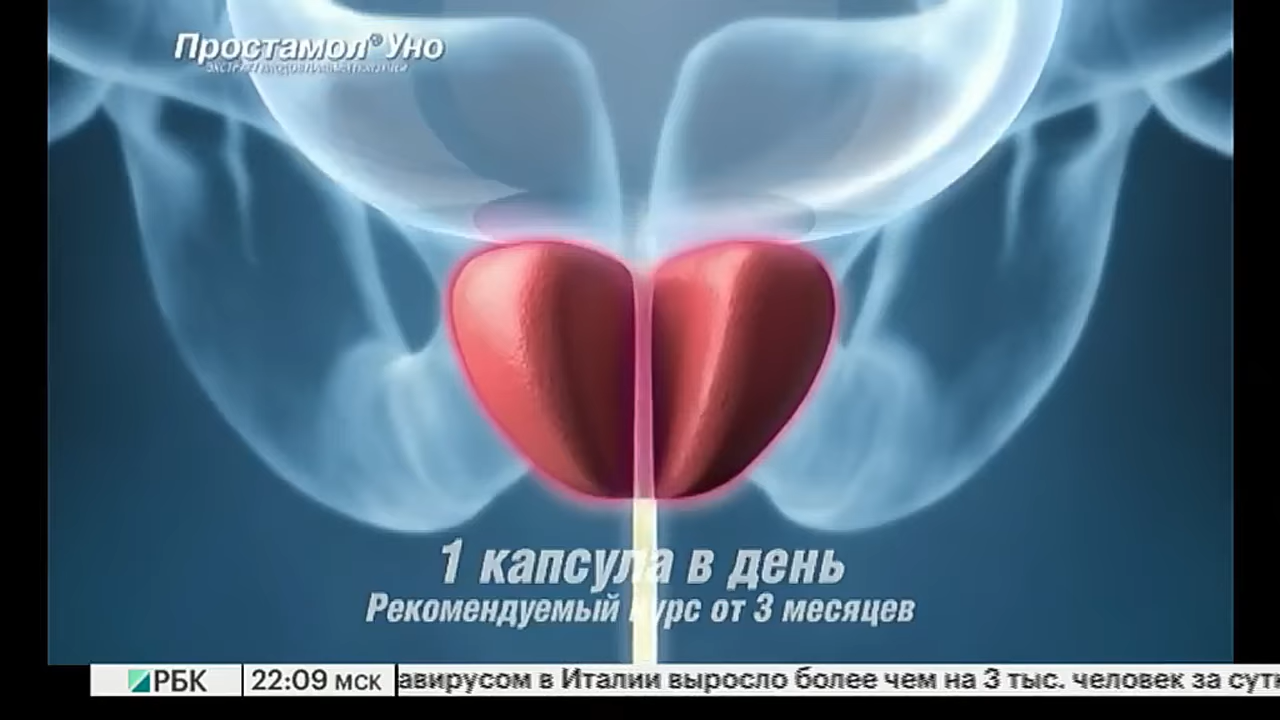 Простамол® Уно
1 капсула в день
Рекомендуемый курс от 3 месяцев
РБК
22:09 мск
авирусом в Италии выросло более чем на 3 тыс. человек за сутк